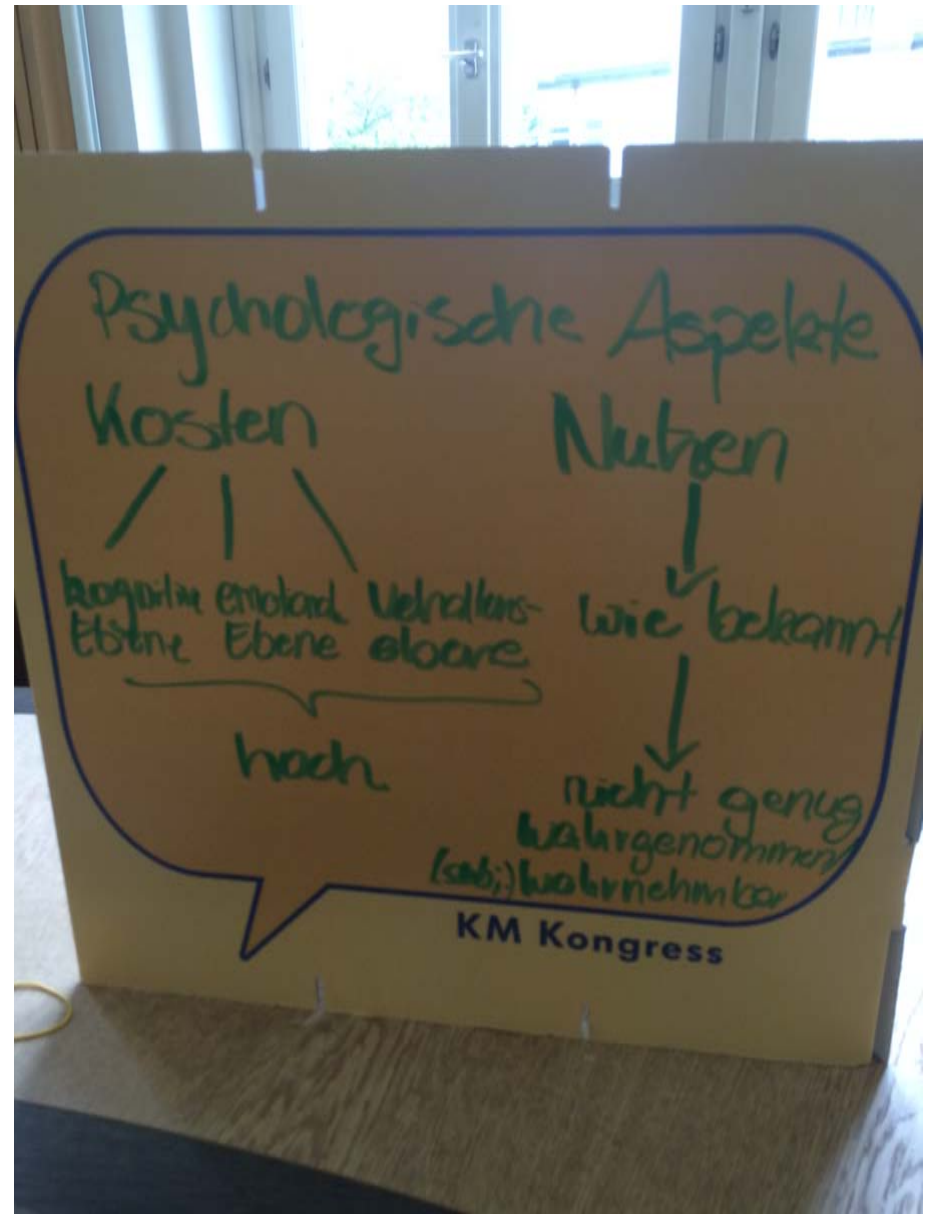 Psychologische Aspekte
Kosten
Nutzen
kognitive emotional Verhaltens-
Ebene Ebene ebene
hoch
wie bekannt
nicht genug
wahrgenommen
(subj.) wahrnehmbar
KM Kongress